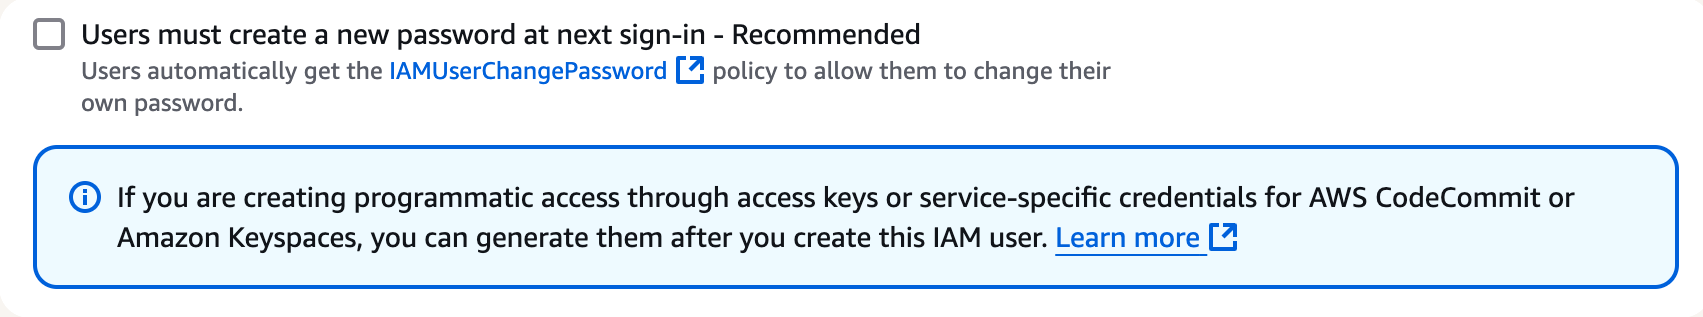 Users must create a new password at next sign-in - Recommended
Users automatically get the IAMUserChangePassword policy to allow them to change their
own password.
If you are creating programmatic access through access keys or service-specific credentials for AWS CodeCommit or
Amazon Keyspaces, you can generate them after you create this IAM user. Learn more